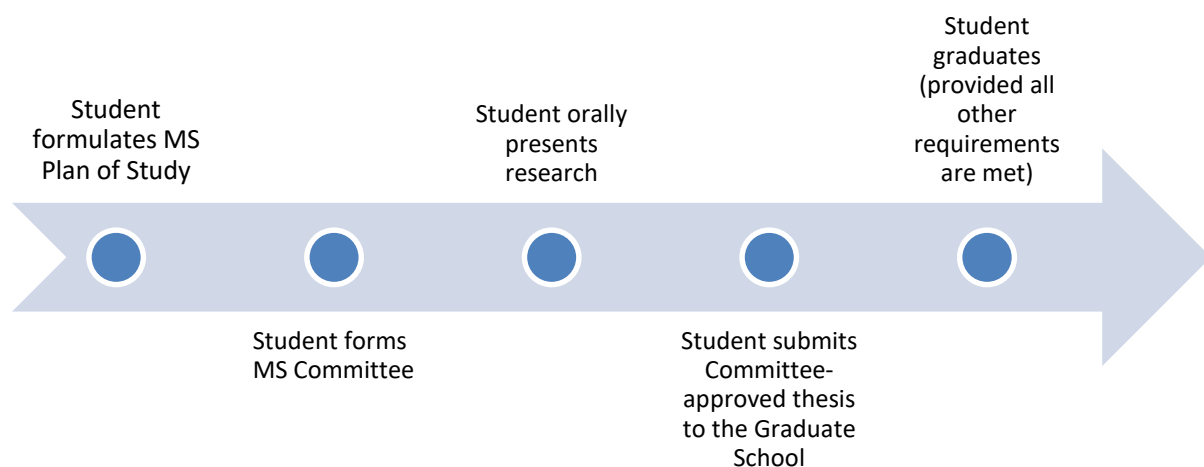 Student
formulates MS
Plan of Study
Student forms
MS Committee
Student orally
presents
research
Student submits
Committee-
approved thesis
to the Graduate
School
Student
graduates
(provided all
other
requirements
are met)